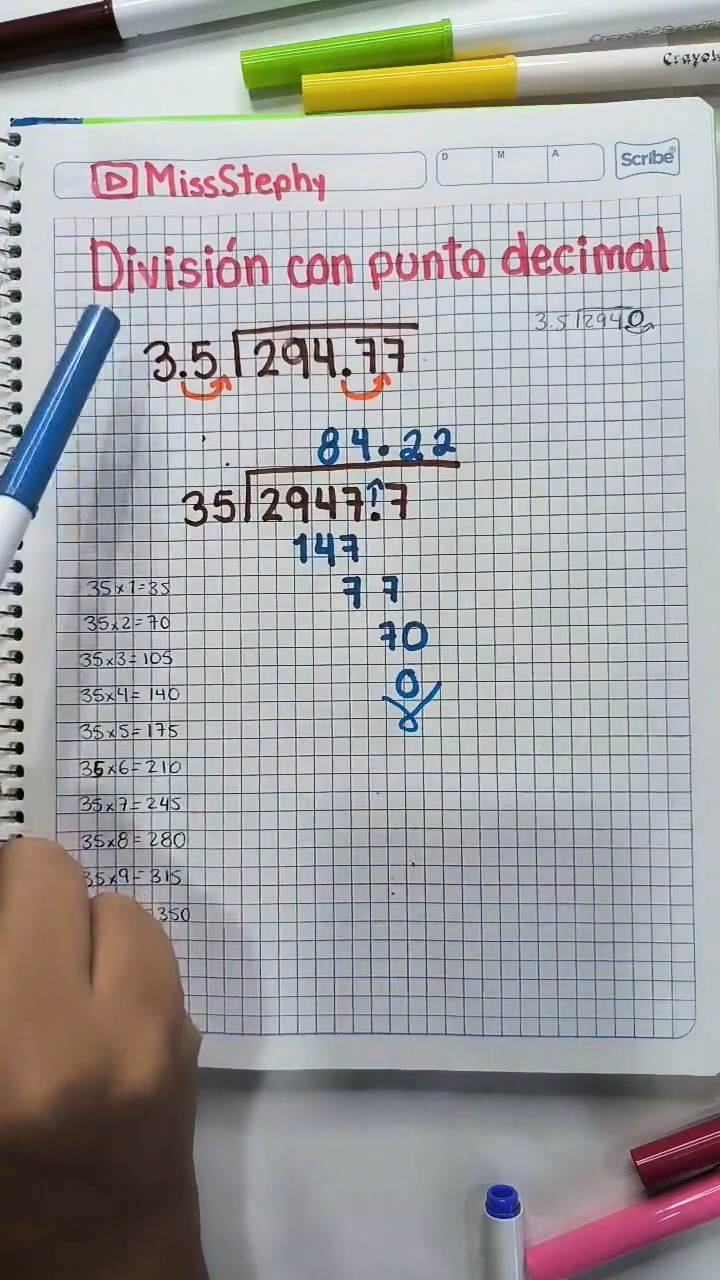 Crayola SuperTips
Crayola
D M A
Scribe®
MissStephy
División con punto decimal
3.5 294.77
3.5 2940
84.22
35 2947.7
147
77
70
0
35x1=35
35x2=70
35x3=105
35x4=140
35x5=175
35x6=210
35x7=245
35x8=280
35x9=315
350